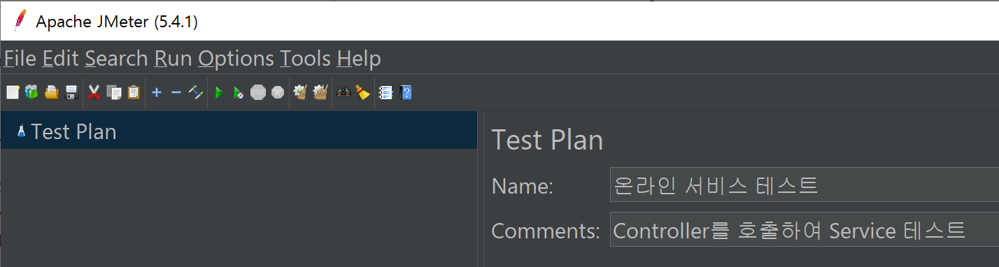 Apache JMeter (5.4.1)
File Edit Search Run Options Tools Help
STOP
Test Plan
Test Plan
Name: 온라인 서비스 테스트
Comments: Controller를 호출하여 Service 테스트